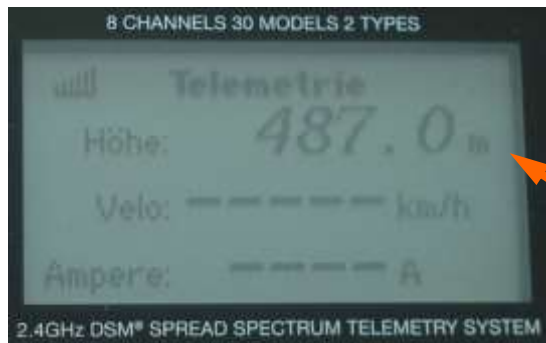 8 CHANNELS 30 MODELS 2 TYPES
Telemetrie
Höhe: 487.0 m
Velo: ----- km/h
Ampere: ---- A
2.4GHz DSM® SPREAD SPECTRUM TELEMETRY SYSTEM